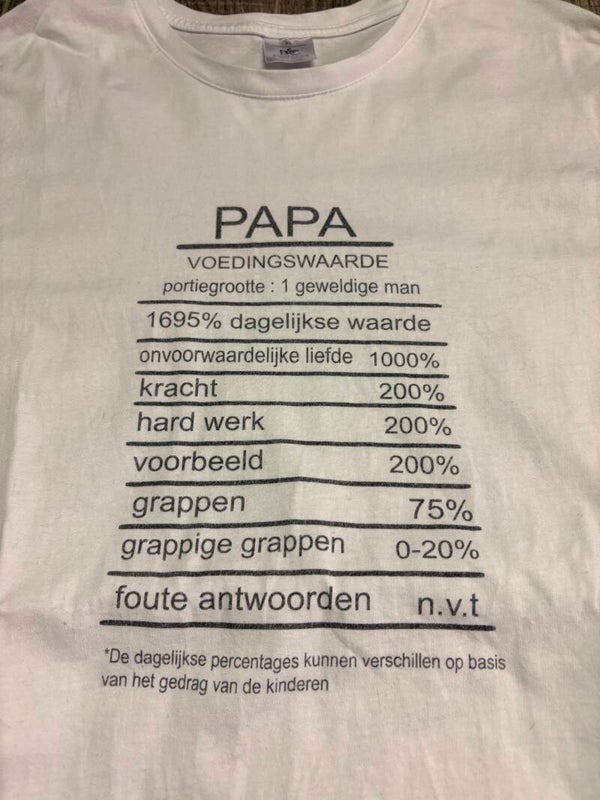 PAPA
VOEDINGSWAARDE
portiegrootte : 1 geweldige man
1695% dagelijkse waarde
onvoorwaardelijke liefde 1000%
kracht 200%
hard werk 200%
voorbeeld 200%
grappen 75%
grappige grappen 0-20%
foute antwoorden n.v.t
*De dagelijkse percentages kunnen verschillen op basis
van het gedrag van de kinderen